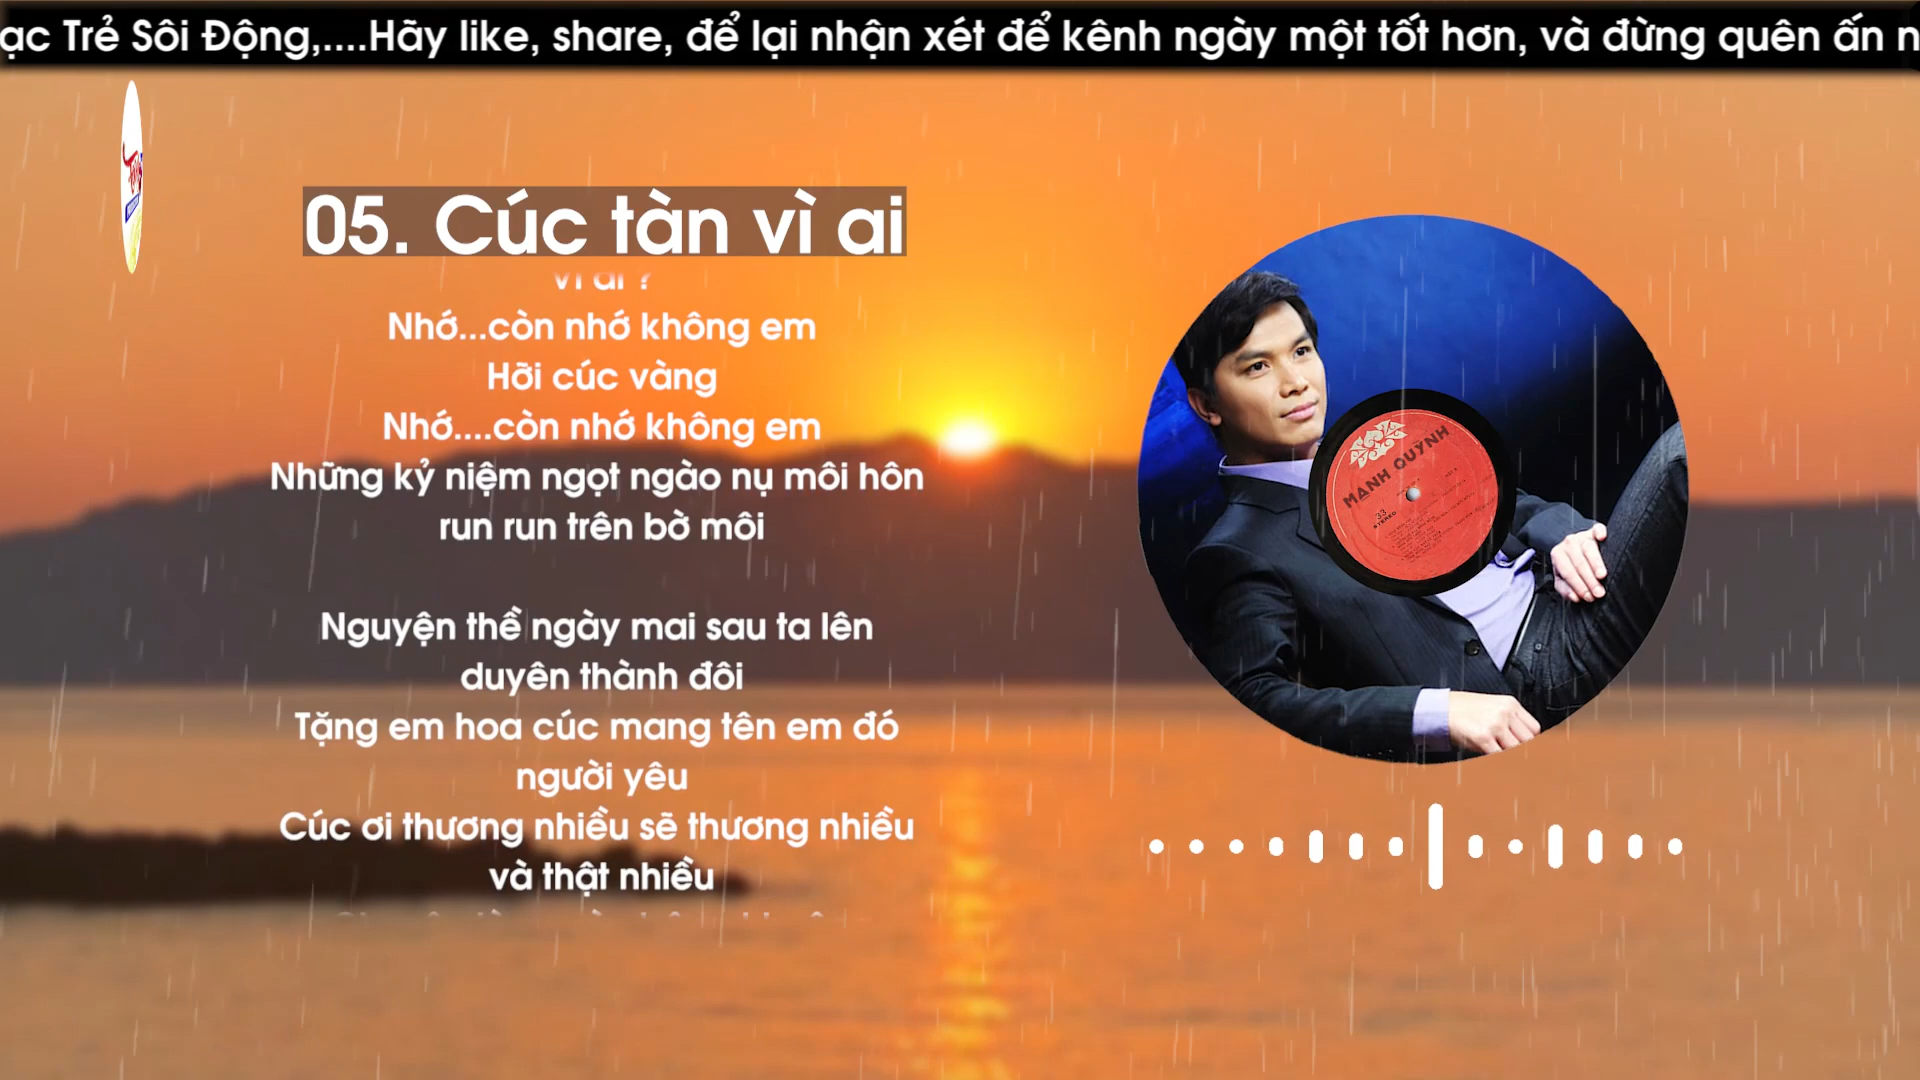 ạc Trẻ Sôi Động,....Hãy like, share, để lại nhận xét để kênh ngày một tốt hơn, và đừng quên ấn n
05. Cúc tàn vì ai
vì ai ?
Nhớ...còn nhớ không em
Hỡi cúc vàng
Nhớ....còn nhớ không em
Những kỷ niệm ngọt ngào nụ môi hôn
run run trên bờ môi
Nguyện thề ngày mai sau ta lên
duyên thành đôi
Tặng em hoa cúc mang tên em đó
người yêu
Cúc ơi thương nhiều sẽ thương nhiều
và thật nhiều
MẠNH QUỲNH
33
STEREO